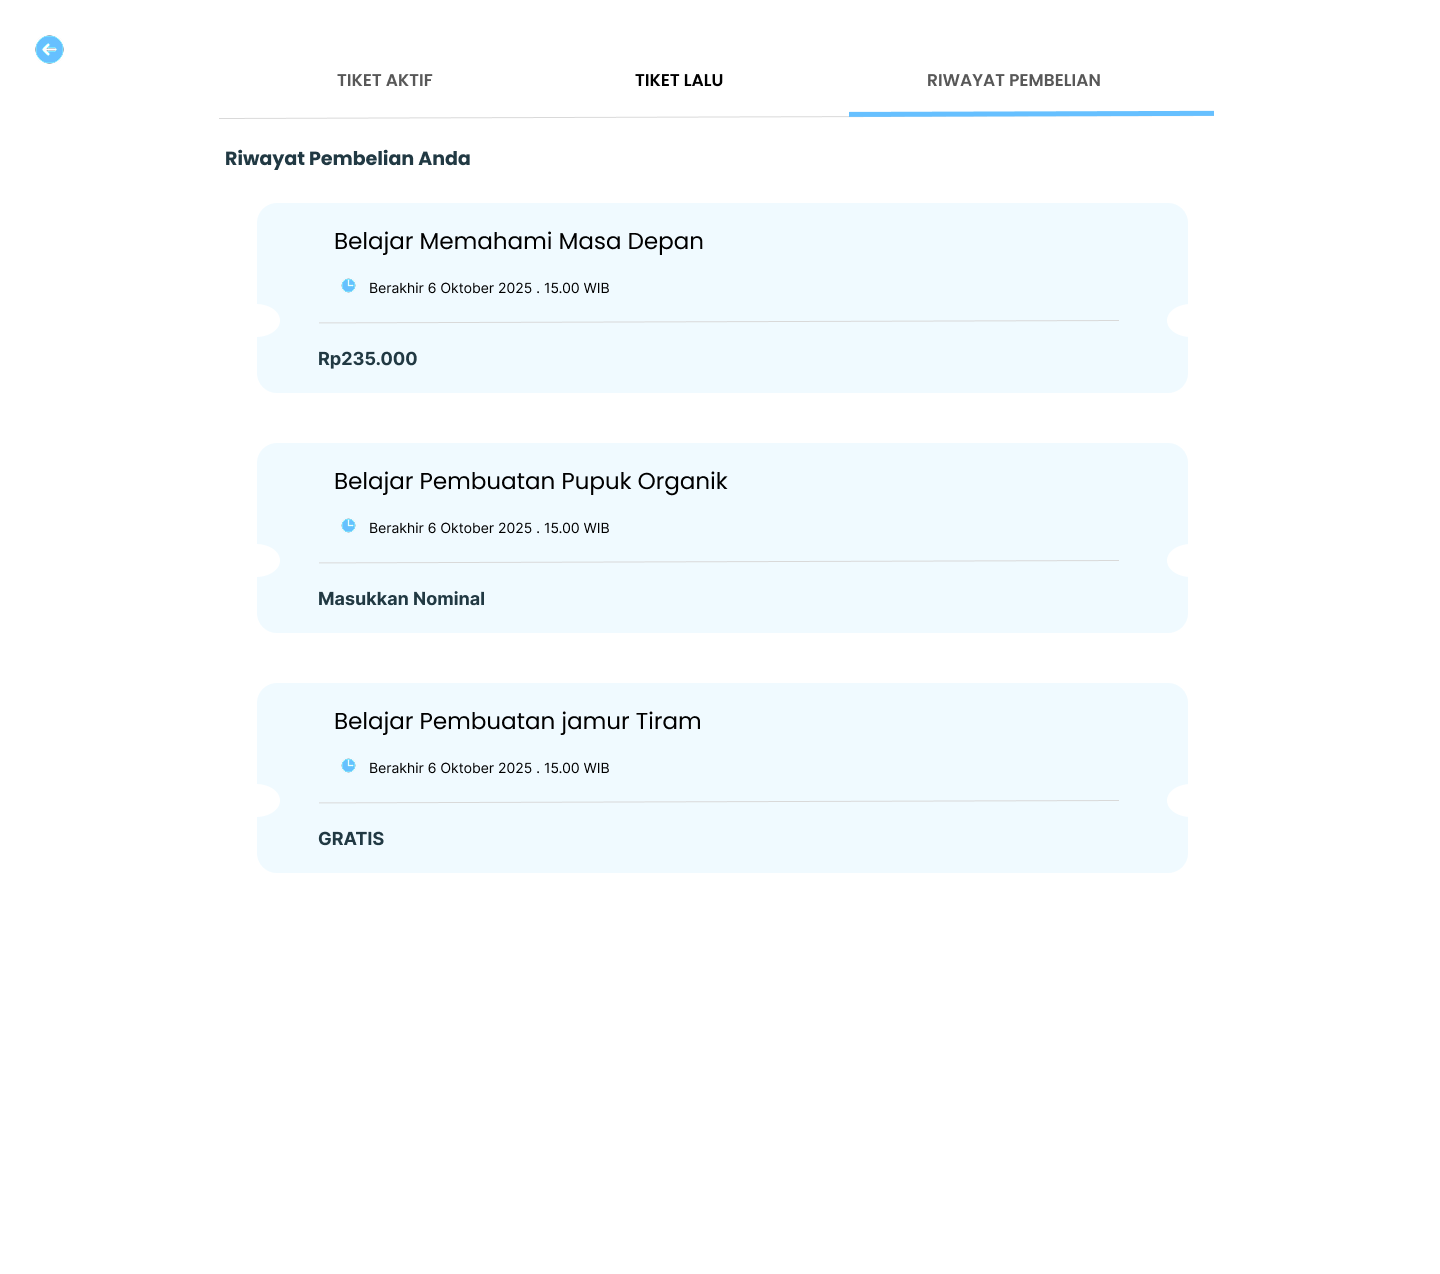 TIKET AKTIF
TIKET LALU
RIWAYAT PEMBELIAN
Riwayat Pembelian Anda
Belajar Memahami Masa Depan
Berakhir 6 Oktober 2025 . 15.00 WIB
Rp235.000
Belajar Pembuatan Pupuk Organik
Berakhir 6 Oktober 2025 . 15.00 WIB
Masukkan Nominal
Belajar Pembuatan jamur Tiram
Berakhir 6 Oktober 2025 . 15.00 WIB
GRATIS